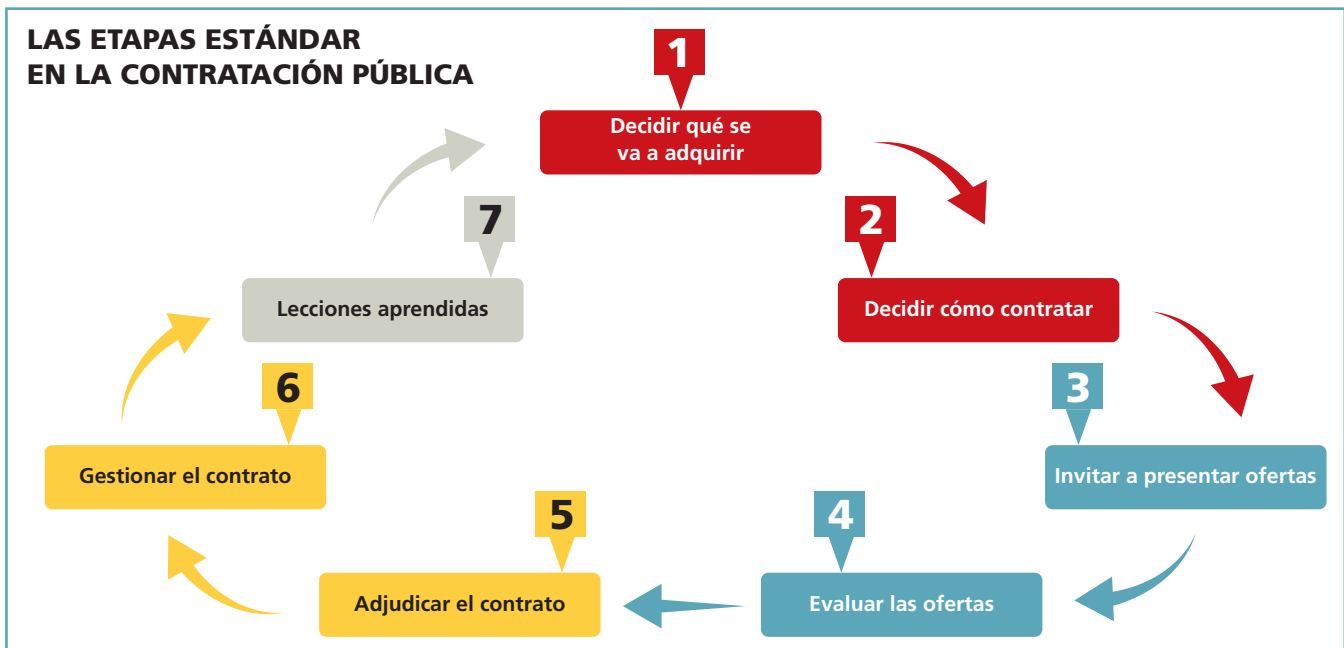 LAS ETAPAS ESTÁNDAR
EN LA CONTRATACIÓN PÚBLICA
1
Decidir qué se
va a adquirir
2
Decidir cómo contratar
3
Invitar a presentar ofertas
4
Evaluar las ofertas
5
Adjudicar el contrato
6
Gestionar el contrato
7
Lecciones aprendidas